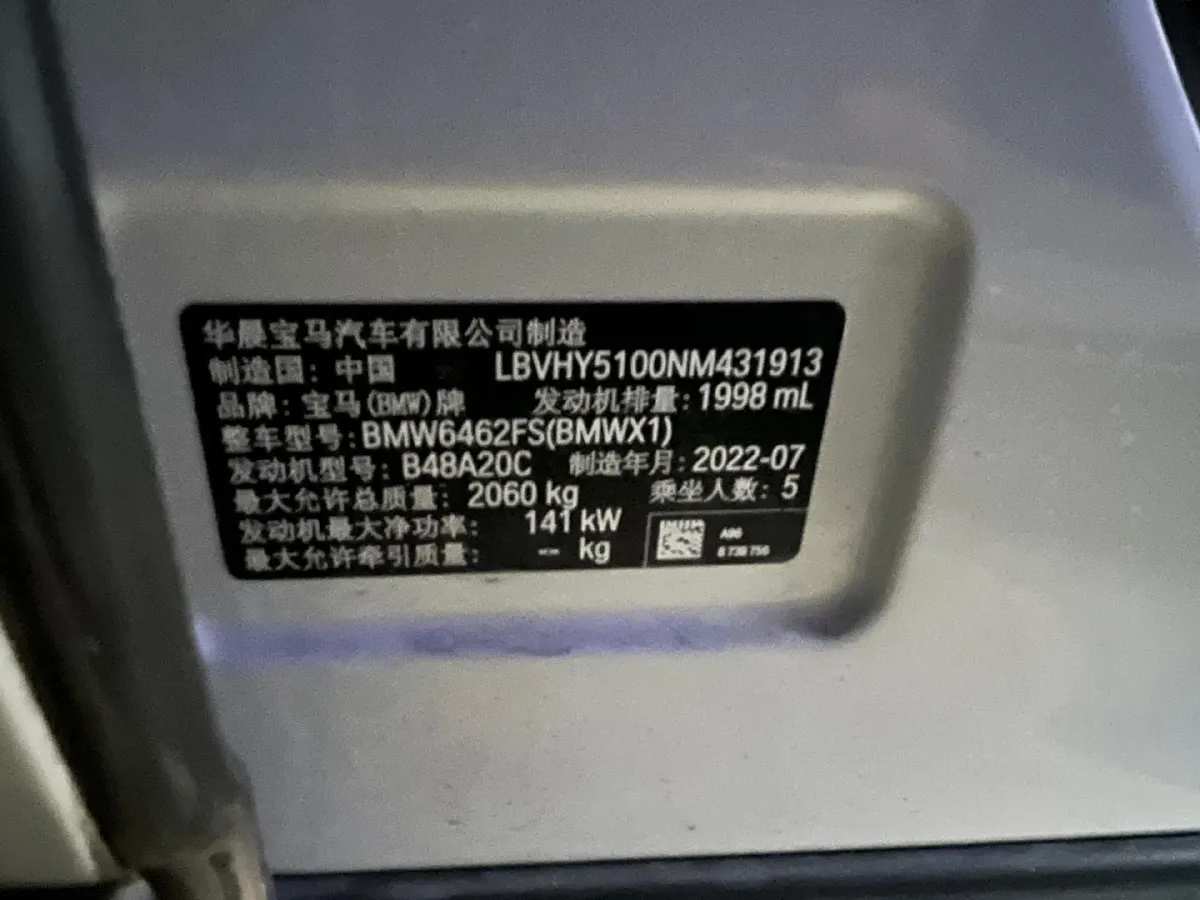 华晨宝马汽车有限公司制造
制造国：中国 LBVHY5100NM431913
品牌：宝马(BMW)牌 发动机排量：1998 mL
整车型号：BMW6462FS(BMWX1)
发动机型号：B48A20C 制造年月：2022-07
最大允许总质量：2060 kg 乘坐人数：5
发动机最大净功率： 141 kW
最大允许牵引质量： -- kg